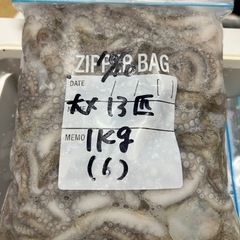 ZIPPER BAG
DATE / / ( )
大 13匹
MEMO 1Kg
(6)